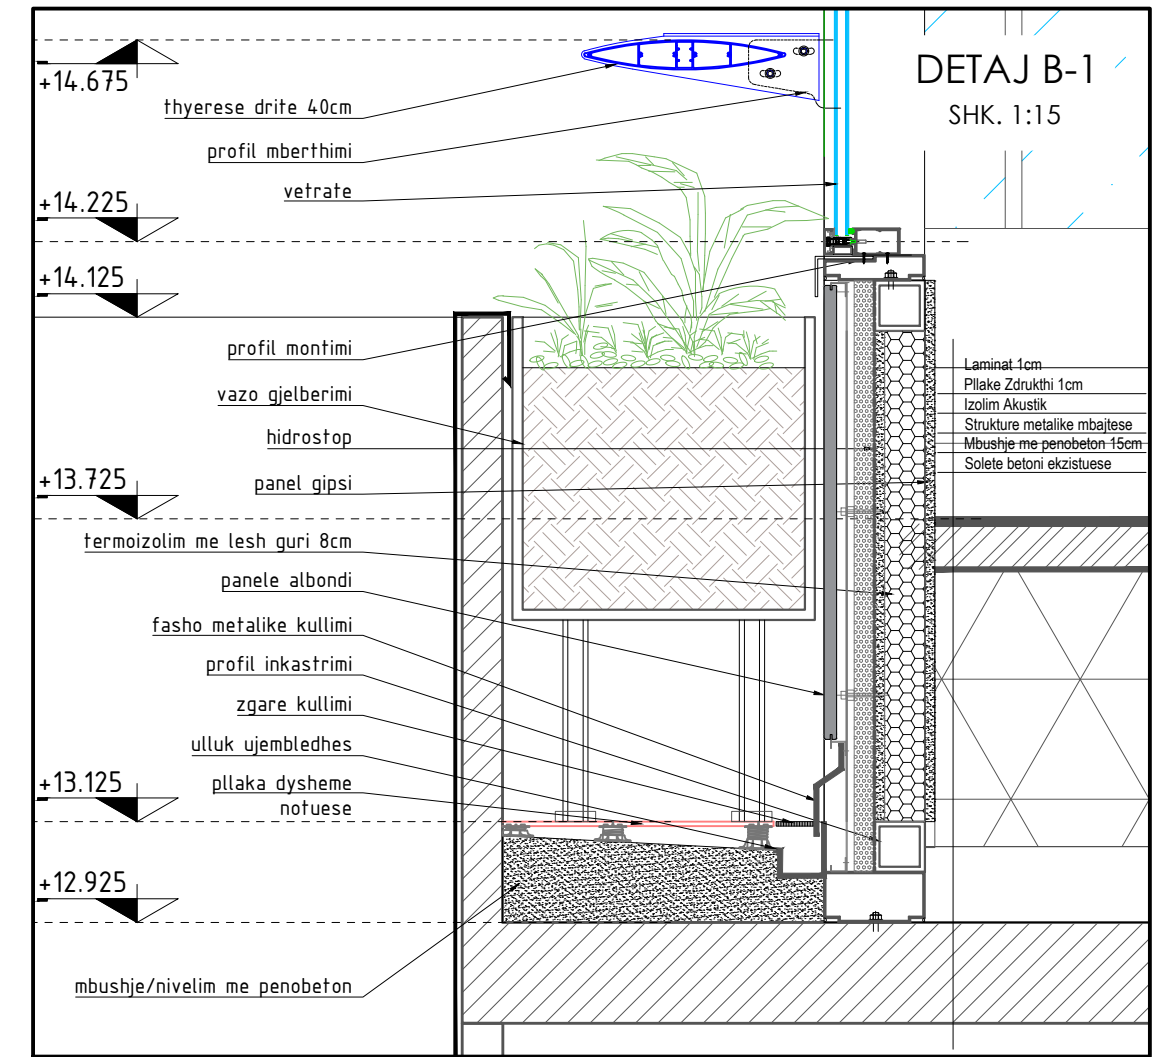 DETAJ B-1
SHK. 1:15
+14.675
thyerese drite 40cm
profil mberthimi
vetrate
+14.225
+14.125
profil montimi
vazo gjelberimi
hidrostop
panel gipsi
+13.725
termoizolim me lesh guri 8cm
panele albondi
fasho metalike kullimi
profil inkastrimi
zgare kullimi
ulluk ujembledhes
pllaka dysheme
notuese
+13.125
+12.925
mbushje/nivelim me penobeton
Laminat 1cm
Pllake Zdrukthi 1cm
Izolim Akustik
Strukture metalike mbajtese
Mbushje me penobeton 15cm
Solete betoni ekzistuese